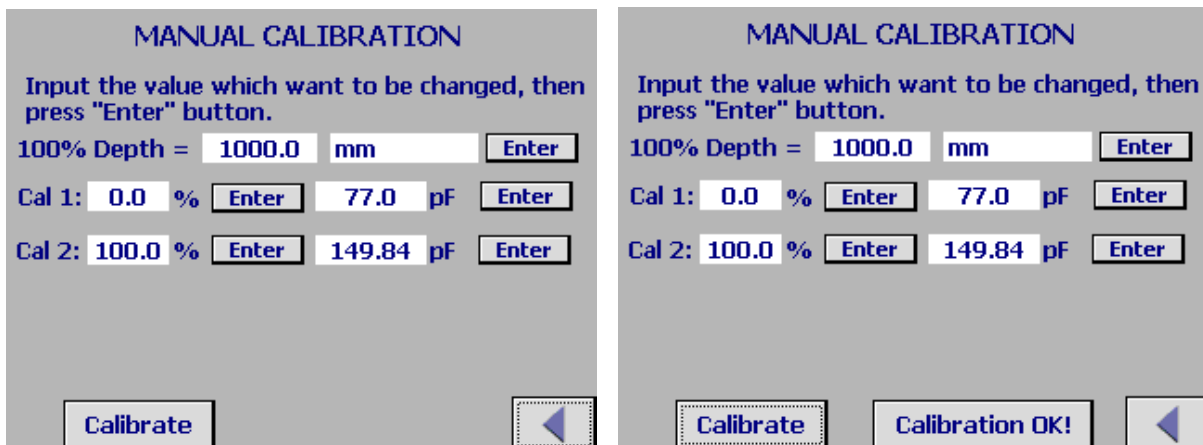 MANUAL CALIBRATION
Input the value which want to be changed, then
press "Enter" button.
100% Depth = 1000.0 mm Enter
Cal 1: 0.0 % Enter 77.0 pF Enter
Cal 2: 100.0 % Enter 149.84 pF Enter
Calibrate
MANUAL CALIBRATION
Input the value which want to be changed, then
press "Enter" button.
100% Depth = 1000.0 mm Enter
Cal 1: 0.0 % Enter 77.0 pF Enter
Cal 2: 100.0 % Enter 149.84 pF Enter
Calibrate Calibration OK!